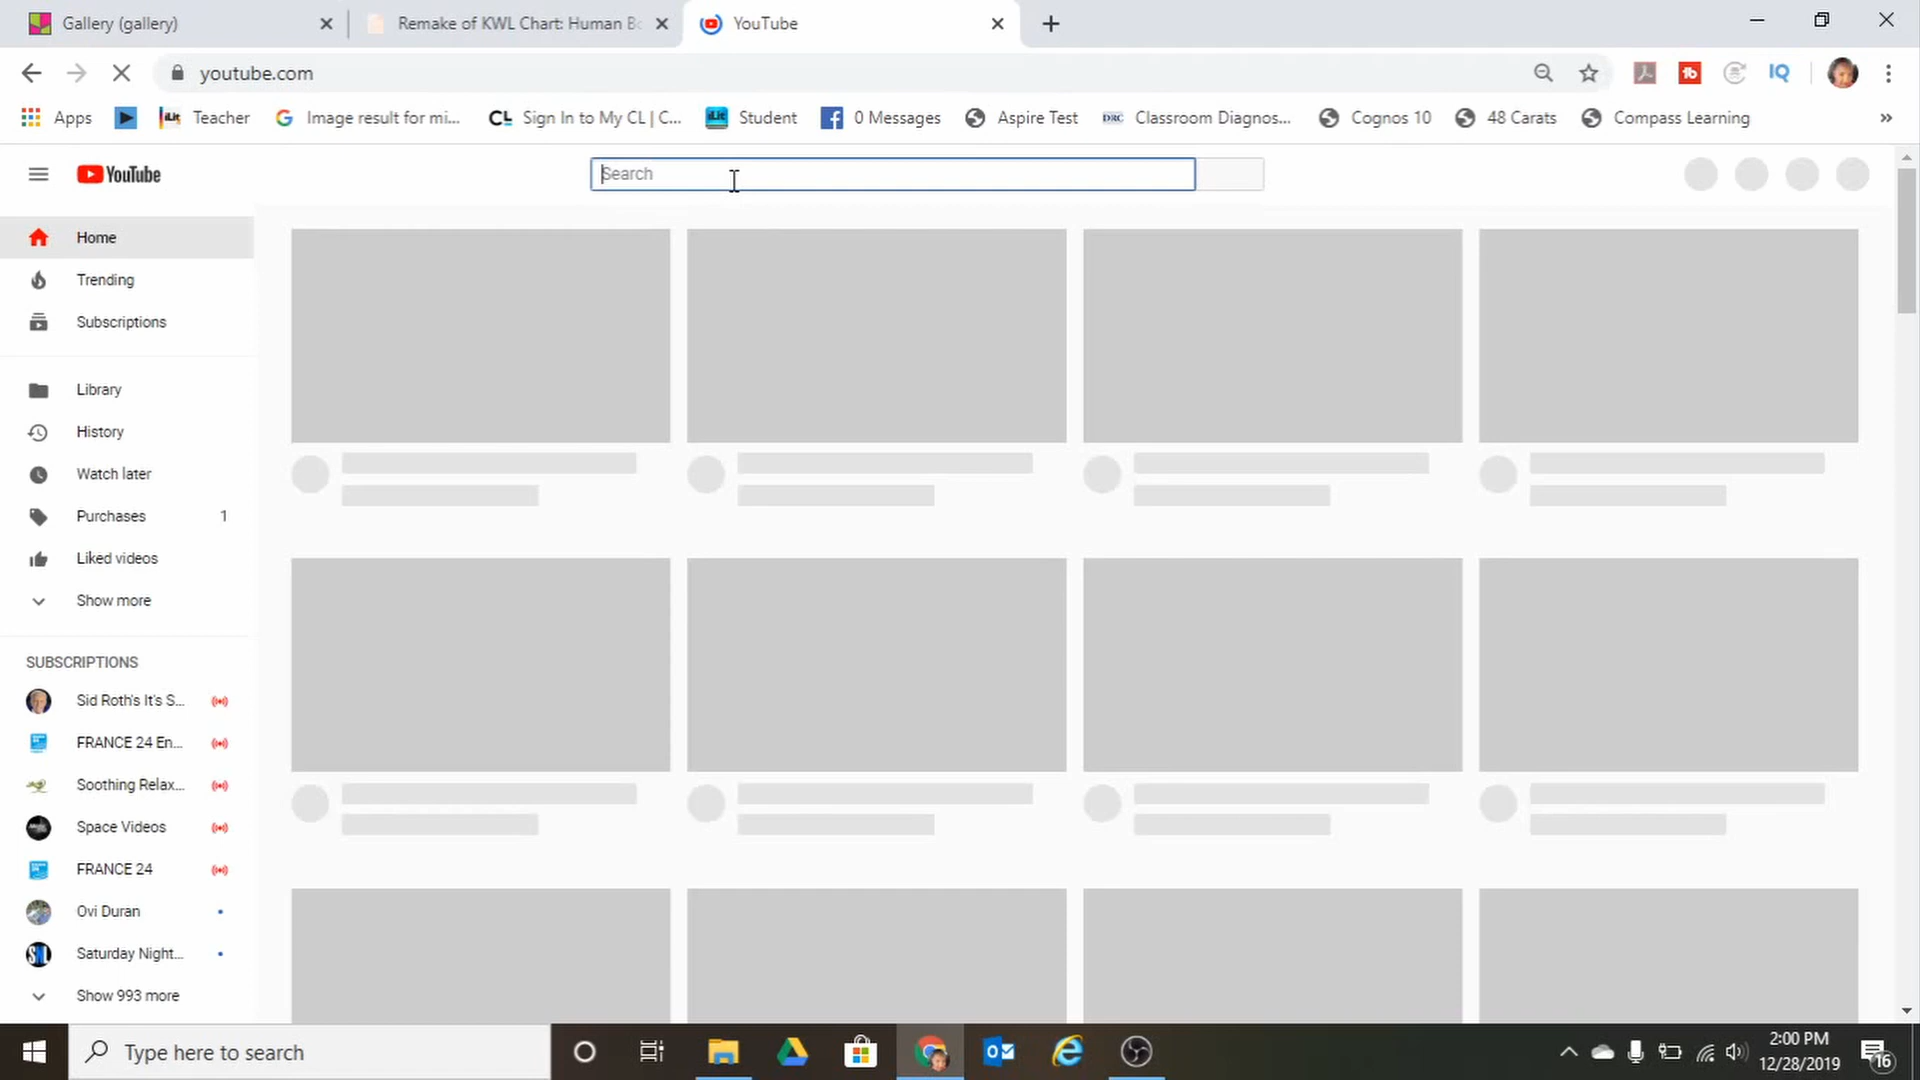 Gallery (gallery)
Remake of KWL Chart: Human Bo
YouTube
youtube.com
Apps
Teacher
Image result for mi...
Sign In to My CL | C...
Student
0 Messages
Aspire Test
Classroom Diagnos...
Cognos 10
48 Carats
Compass Learning
YouTube
Search
Home
Trending
Subscriptions
Library
History
Watch later
Purchases 1
Liked videos
Show more
SUBSCRIPTIONS
Sid Roth's It's S...
FRANCE 24 En...
Soothing Relax...
Space Videos
FRANCE 24
Ovi Duran
Saturday Night...
Show 993 more
Type here to search
2:00 PM
12/28/2019
16